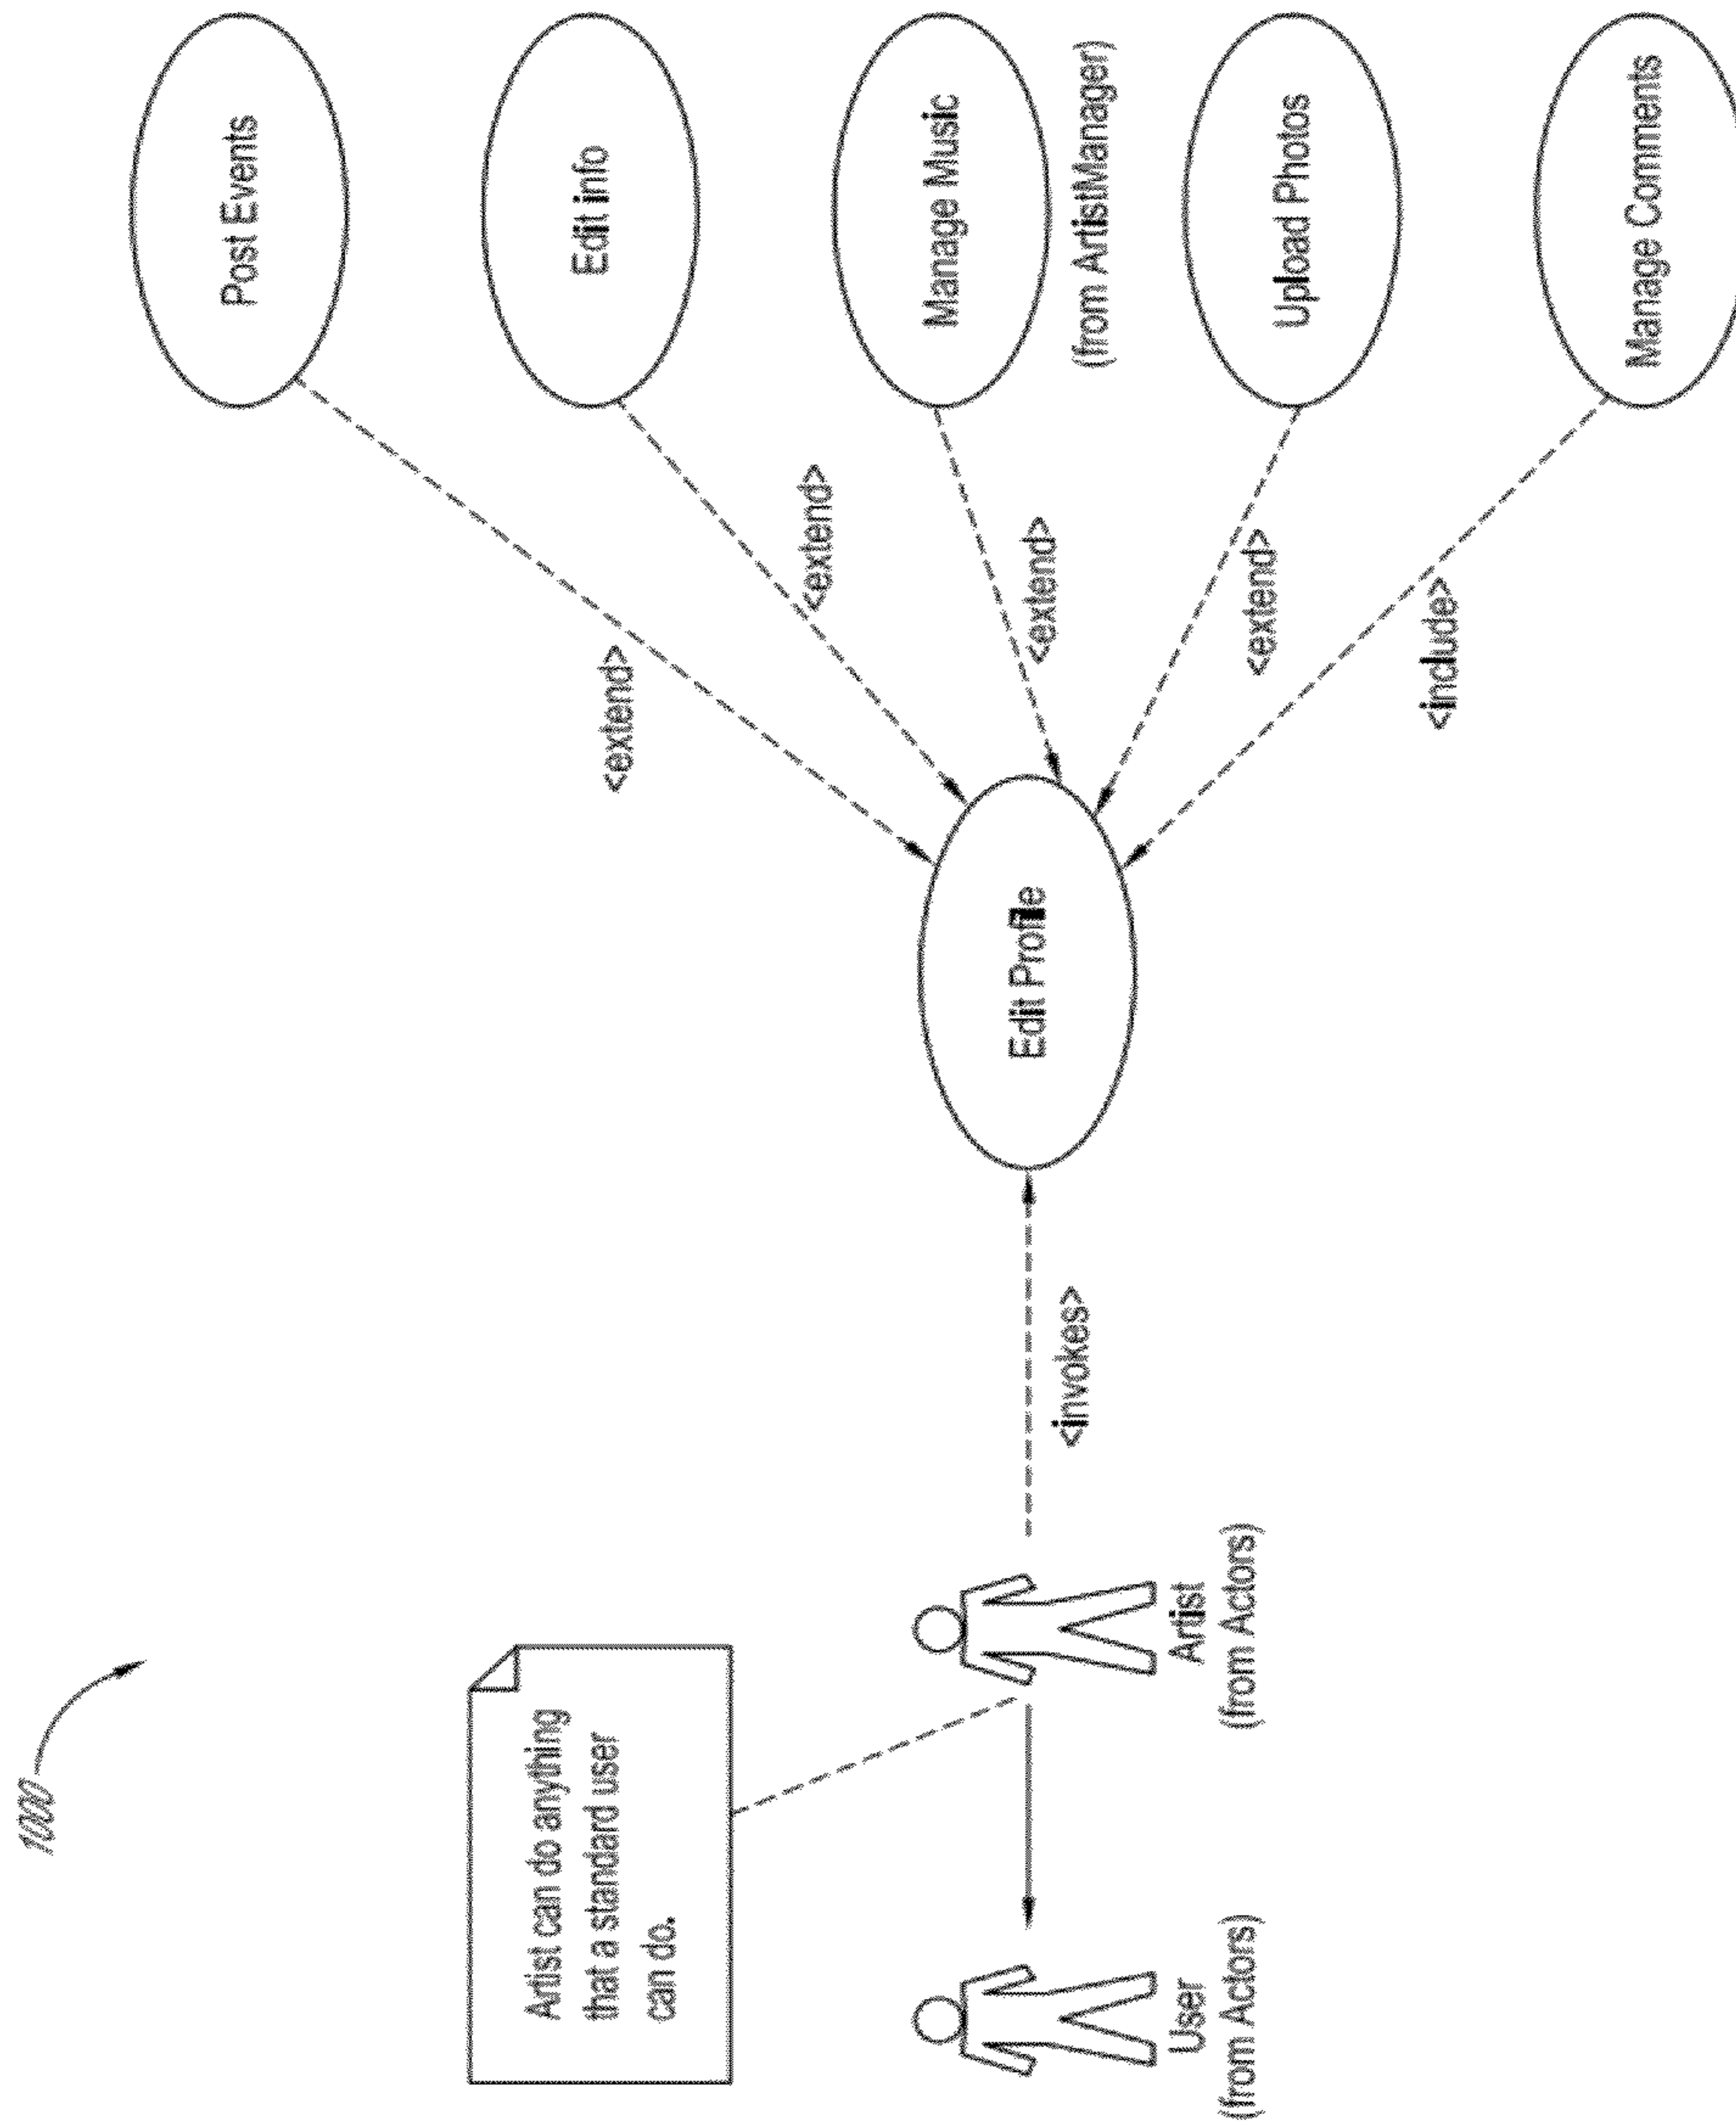 1000
Artist can do anything
that a standard user
can do.
User
(from Actors)
Artist
(from Actors)
<invokes>
Edit Profile
<extend>
<extend>
<extend>
<extend>
<include>
Post Events
Edit info
Manage Music
(from ArtistManager)
Upload Photos
Manage Comments